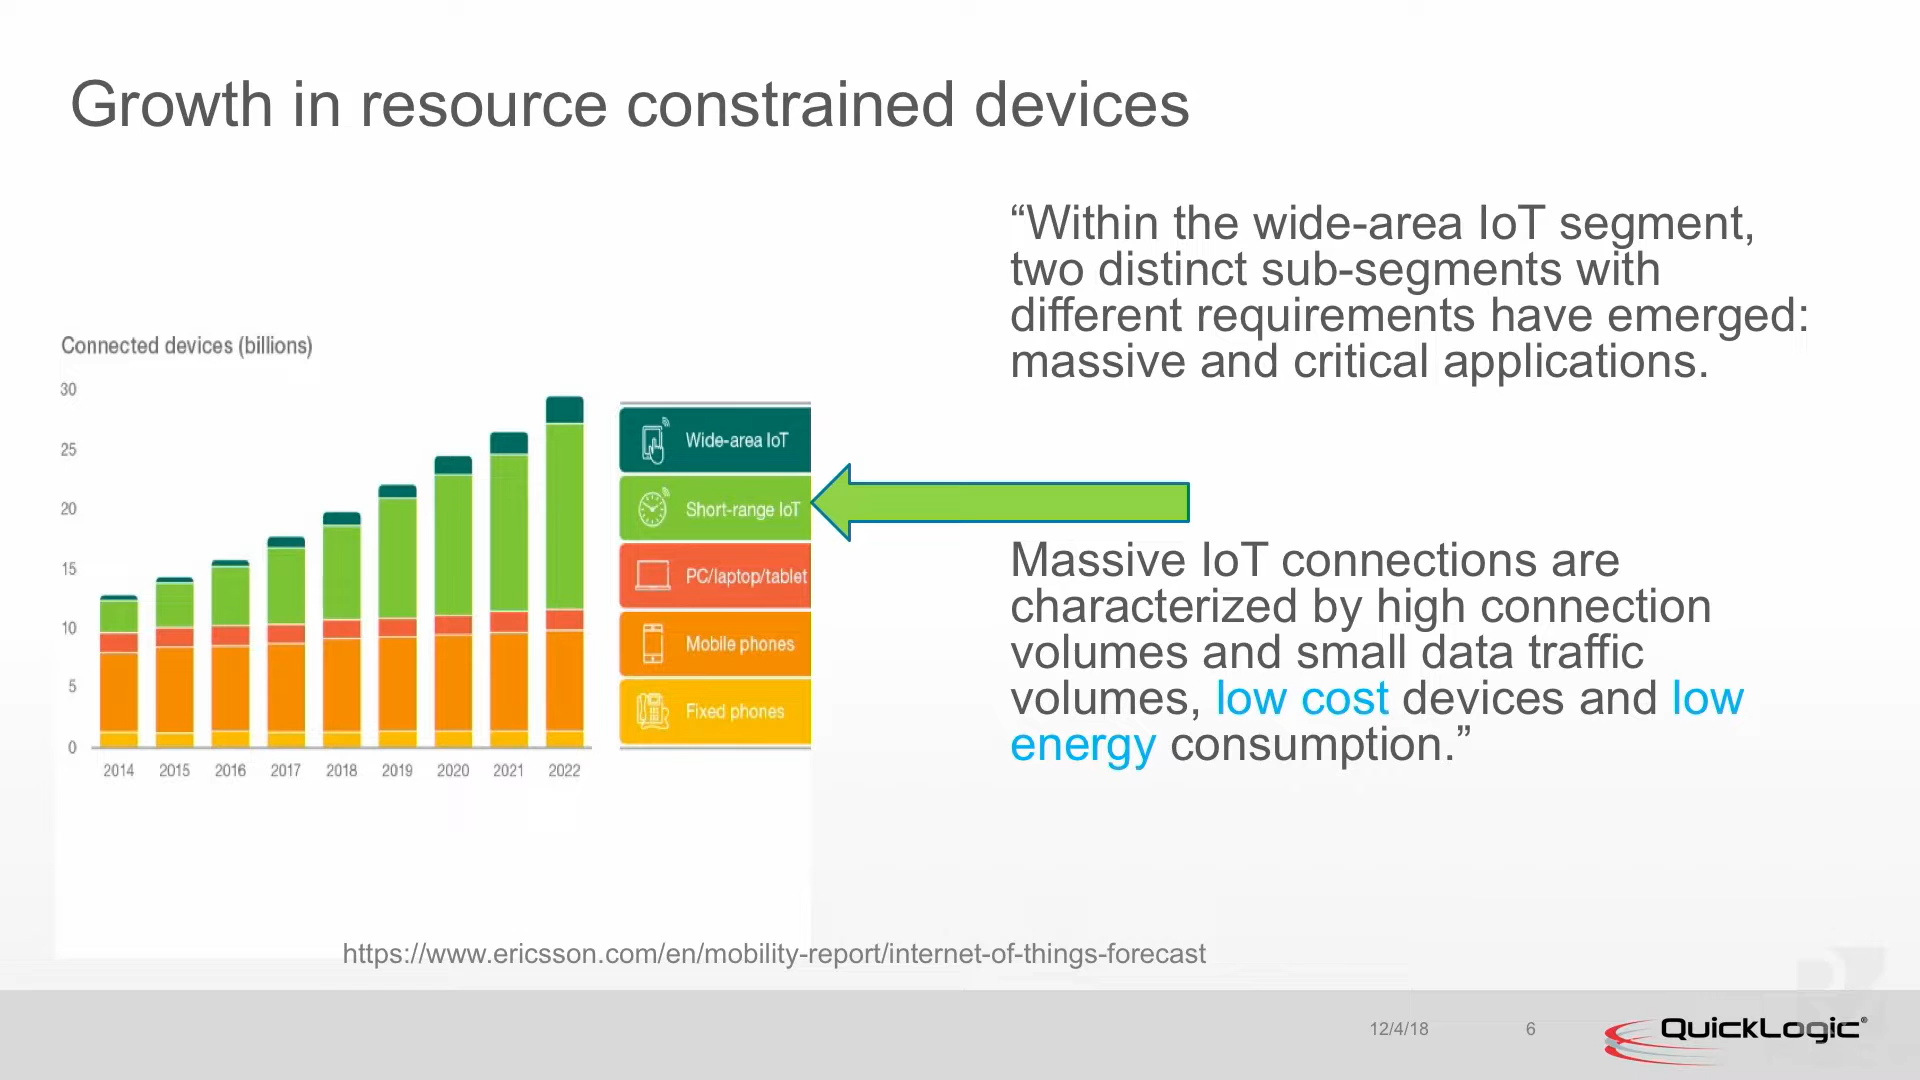 Growth in resource constrained devices
“Within the wide-area IoT segment,
two distinct sub-segments with
different requirements have emerged:
massive and critical applications.
Connected devices (billions)
30
25
20
15
10
5
0
2014 2015 2016 2017 2018 2019 2020 2021 2022
Wide-area IoT
Short-range IoT
PC/laptop/tablet
Mobile phones
Fixed phones
Massive IoT connections are
characterized by high connection
volumes and small data traffic
volumes, low cost devices and low
energy consumption.”
https://www.ericsson.com/en/mobility-report/internet-of-things-forecast
12/4/18
6
QuickLogic®